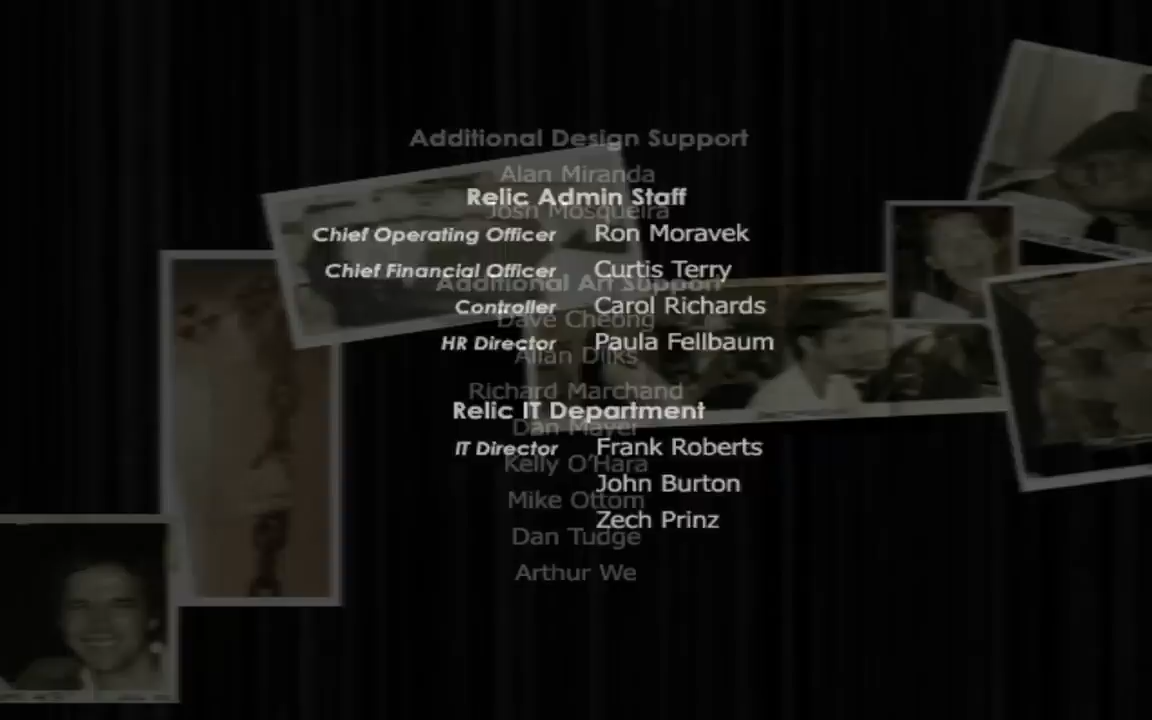 Additional Design Support
Alan Miranda
Josh Mosqueira
Additional Art Support
Dave Cheong
Allan Dilks
Richard Marchand
Dan Mayer
Kelly O'Hara
Mike Ottom
Dan Tudge
Arthur We
Relic Admin Staff
Chief Operating Officer Ron Moravek
Chief Financial Officer Curtis Terry
Controller Carol Richards
HR Director Paula Fellbaum
Relic IT Department
IT Director Frank Roberts
John Burton
Zech Prinz